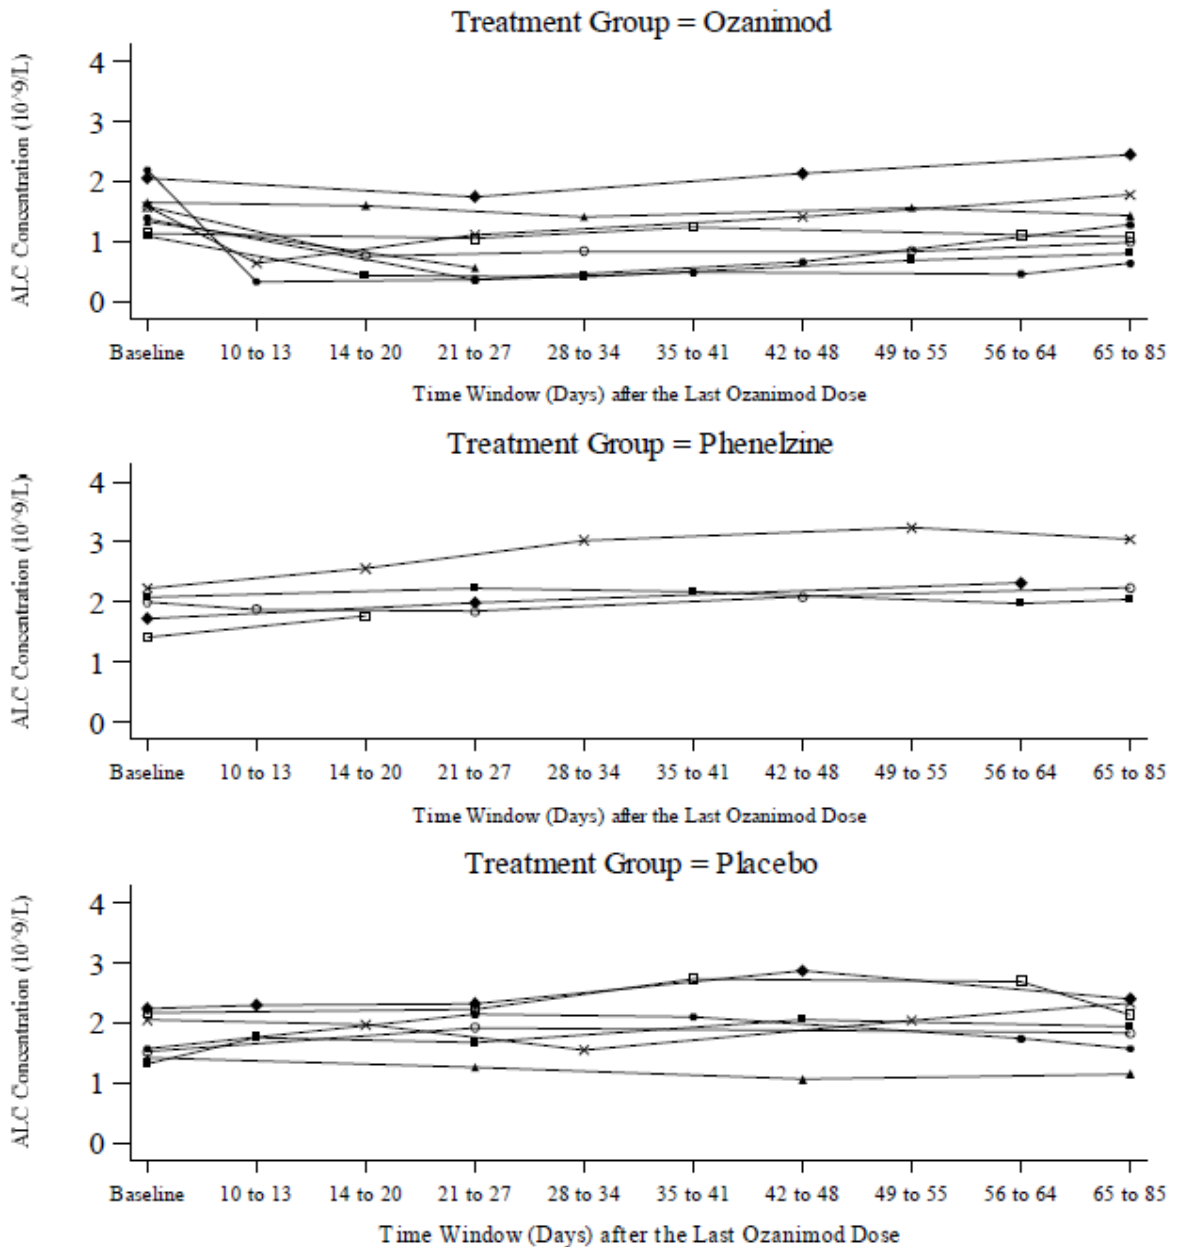 Treatment Group = Ozanimod
ALC Concentration (10^9/L)
4
3
2
1
0
Baseline 10 to 13 14 to 20 21 to 27 28 to 34 35 to 41 42 to 48 49 to 55 56 to 64 65 to 85
Time Window (Days) after the Last Ozanimod Dose
Treatment Group = Phenelzine
ALC Concentration (10^9/L)
4
3
2
1
0
Baseline 10 to 13 14 to 20 21 to 27 28 to 34 35 to 41 42 to 48 49 to 55 56 to 64 65 to 85
Time Window (Days) after the Last Ozanimod Dose
Treatment Group = Placebo
ALC Concentration (10^9/L)
4
3
2
1
0
Baseline 10 to 13 14 to 20 21 to 27 28 to 34 35 to 41 42 to 48 49 to 55 56 to 64 65 to 85
Time Window (Days) after the Last Ozanimod Dose